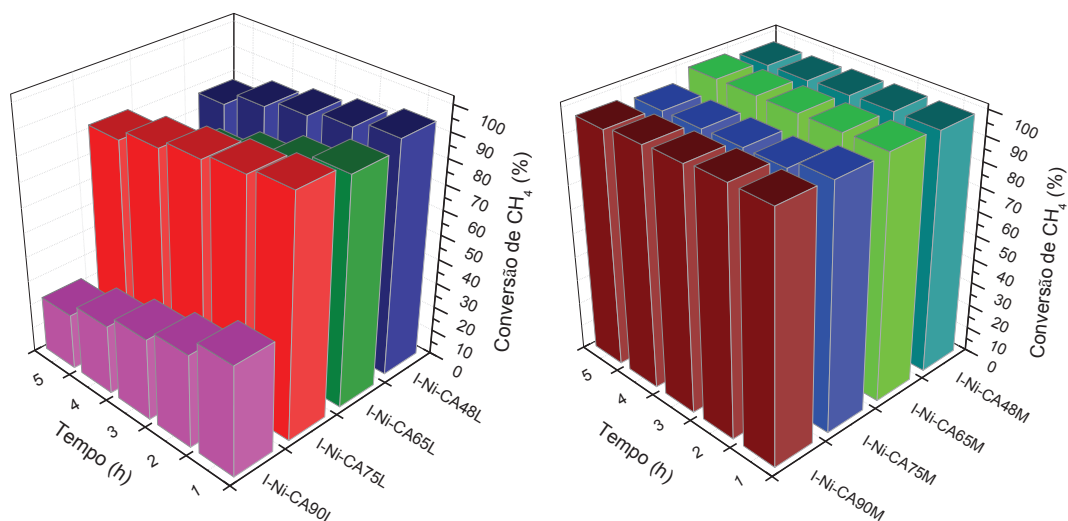 100
90
80
70
60
50
40
30
20
10
0
Conversão de CH4 (%)
5
4
3
2
1
Tempo (h)
I-Ni-CA48L
I-Ni-CA65L
I-Ni-CA75L
I-Ni-CA90L
100
90
80
70
60
50
40
30
20
10
0
Conversão de CH4 (%)
5
4
3
2
1
Tempo (h)
I-Ni-CA48M
I-Ni-CA65M
I-Ni-CA75M
I-Ni-CA90M